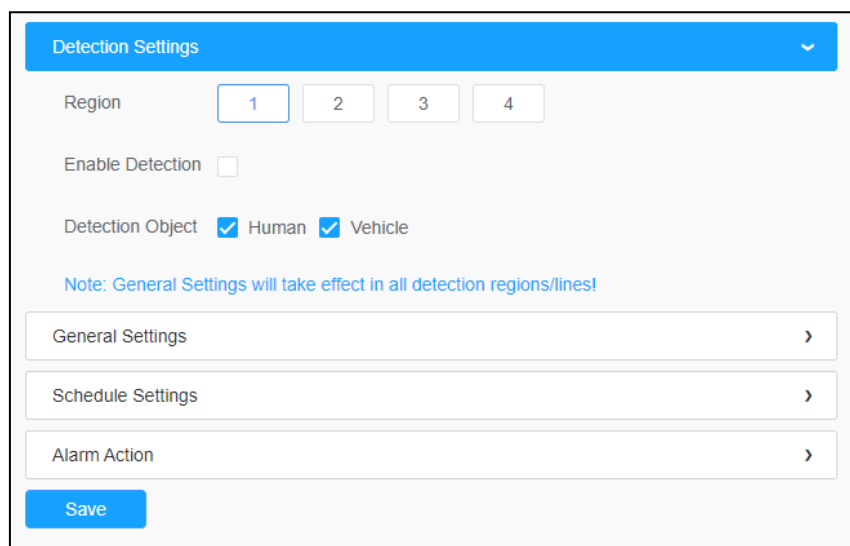 Detection Settings
Region 1 2 3 4
Enable Detection
Detection Object Human Vehicle
Note: General Settings will take effect in all detection regions/lines!
General Settings
Schedule Settings
Alarm Action
Save